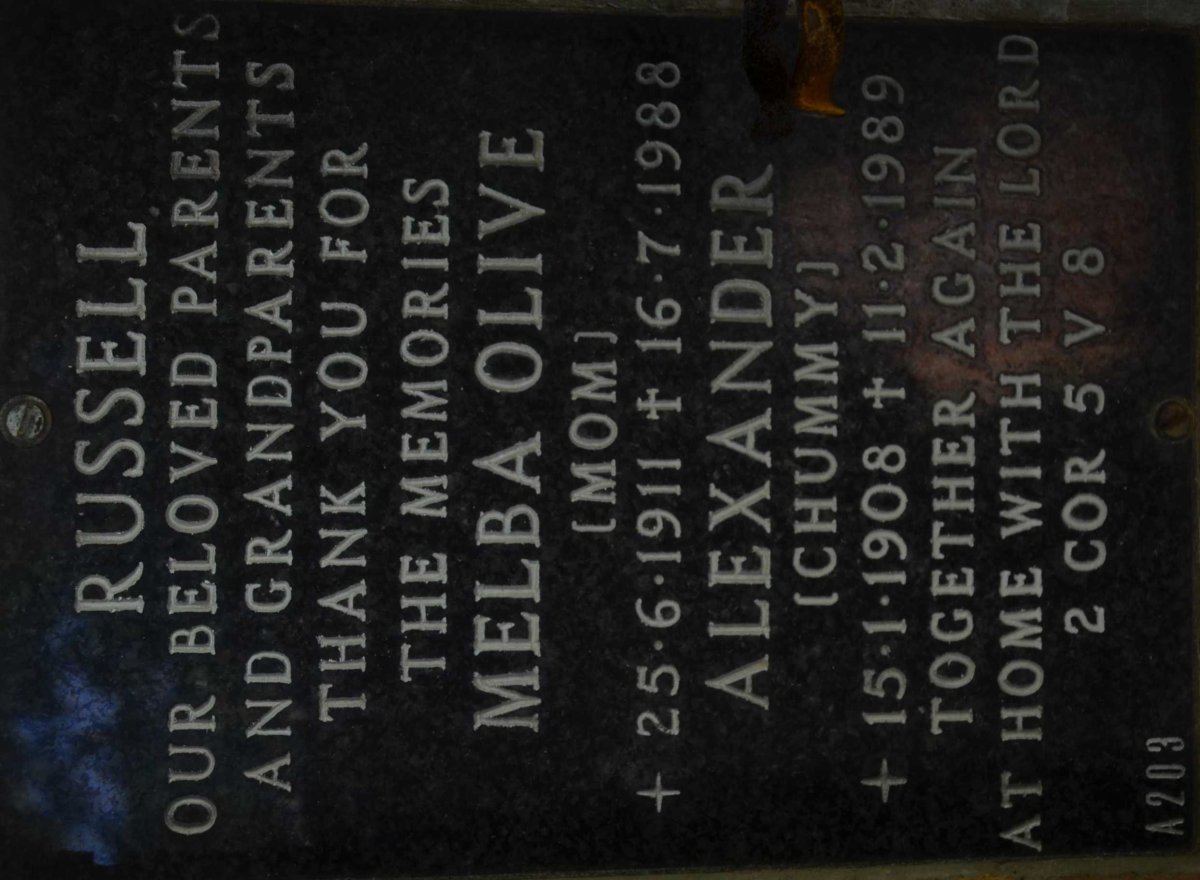 RUSSELL
OUR BELOVED PARENTS
AND GRANDPARENTS
THANK YOU FOR
THE MEMORIES
MELBA OLIVE
(MOM)
+ 25·6·1911 ✝ 16·7·1988
ALEXANDER
(CHUMMY)
+ 15·1·1908 ✝ 11·2·1989
TOGETHER AGAIN
AT HOME WITH THE LORD
2 COR 5 V 8
A203